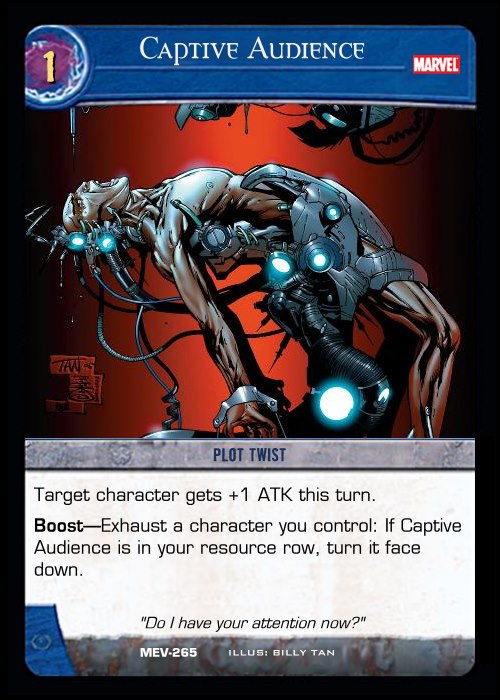 1
CAPTIVE AUDIENCE
MARVEL
TAN
PLOT TWIST
Target character gets +1 ATK this turn.
Boost—Exhaust a character you control: If Captive
Audience is in your resource row, turn it face
down.
"Do I have your attention now?"
MEV-265 ILLUS: BILLY TAN